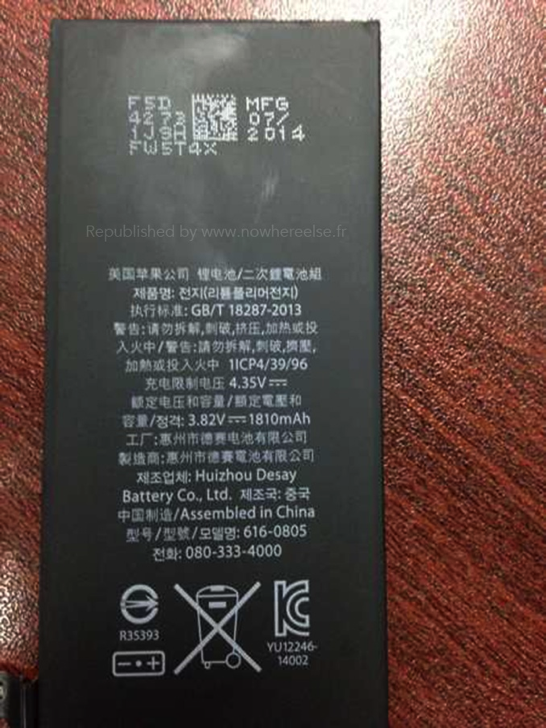 F5D
4273
1J9A
FW5T4X
MFG
07/
2014
Republished by www.nowhereelse.fr
美国苹果公司 锂电池/二次鋰電池組
제품명: 전지(리튬폴리머전지)
执行标准: GB/T 18287-2013
警告:请勿拆解,刺破,挤压,加热或投
入火中/警告:請勿拆解,刺破,擠壓,
加熱或投入火中 1ICP4/39/96
充电限制电压 4.35V⎓
额定电压和容量/額定電壓和
容量/정격: 3.82V⎓1810mAh
工厂:惠州市德赛电池有限公司
製造商:惠州市德賽電池有限公司
제조업체: Huizhou Desay
Battery Co., Ltd. 제조국: 중국
中国制造/Assembled in China
型号/型號/모델명: 616-0805
전화: 080-333-4000
R35393
YU12246-
14002